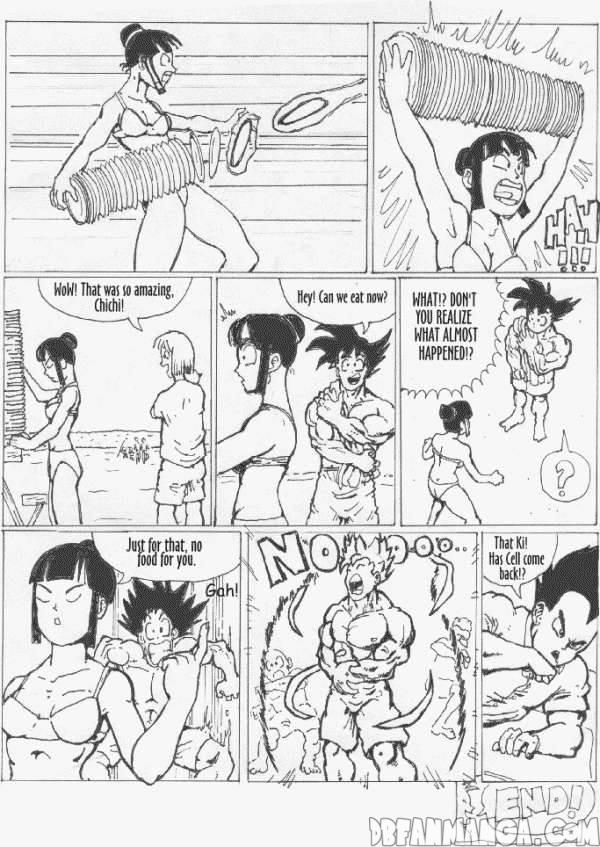 HAH
!!!
WoW! That was so amazing,
Chichi!
Hey! Can we eat now?
WHAT!? DON'T
YOU REALIZE
WHAT ALMOST
HAPPENED!?
?
Just for that, no
food for you.
Gah!
NOO-O-O...
That Ki!
Has Cell come
back!?
END!
DBFANMANGA.COM